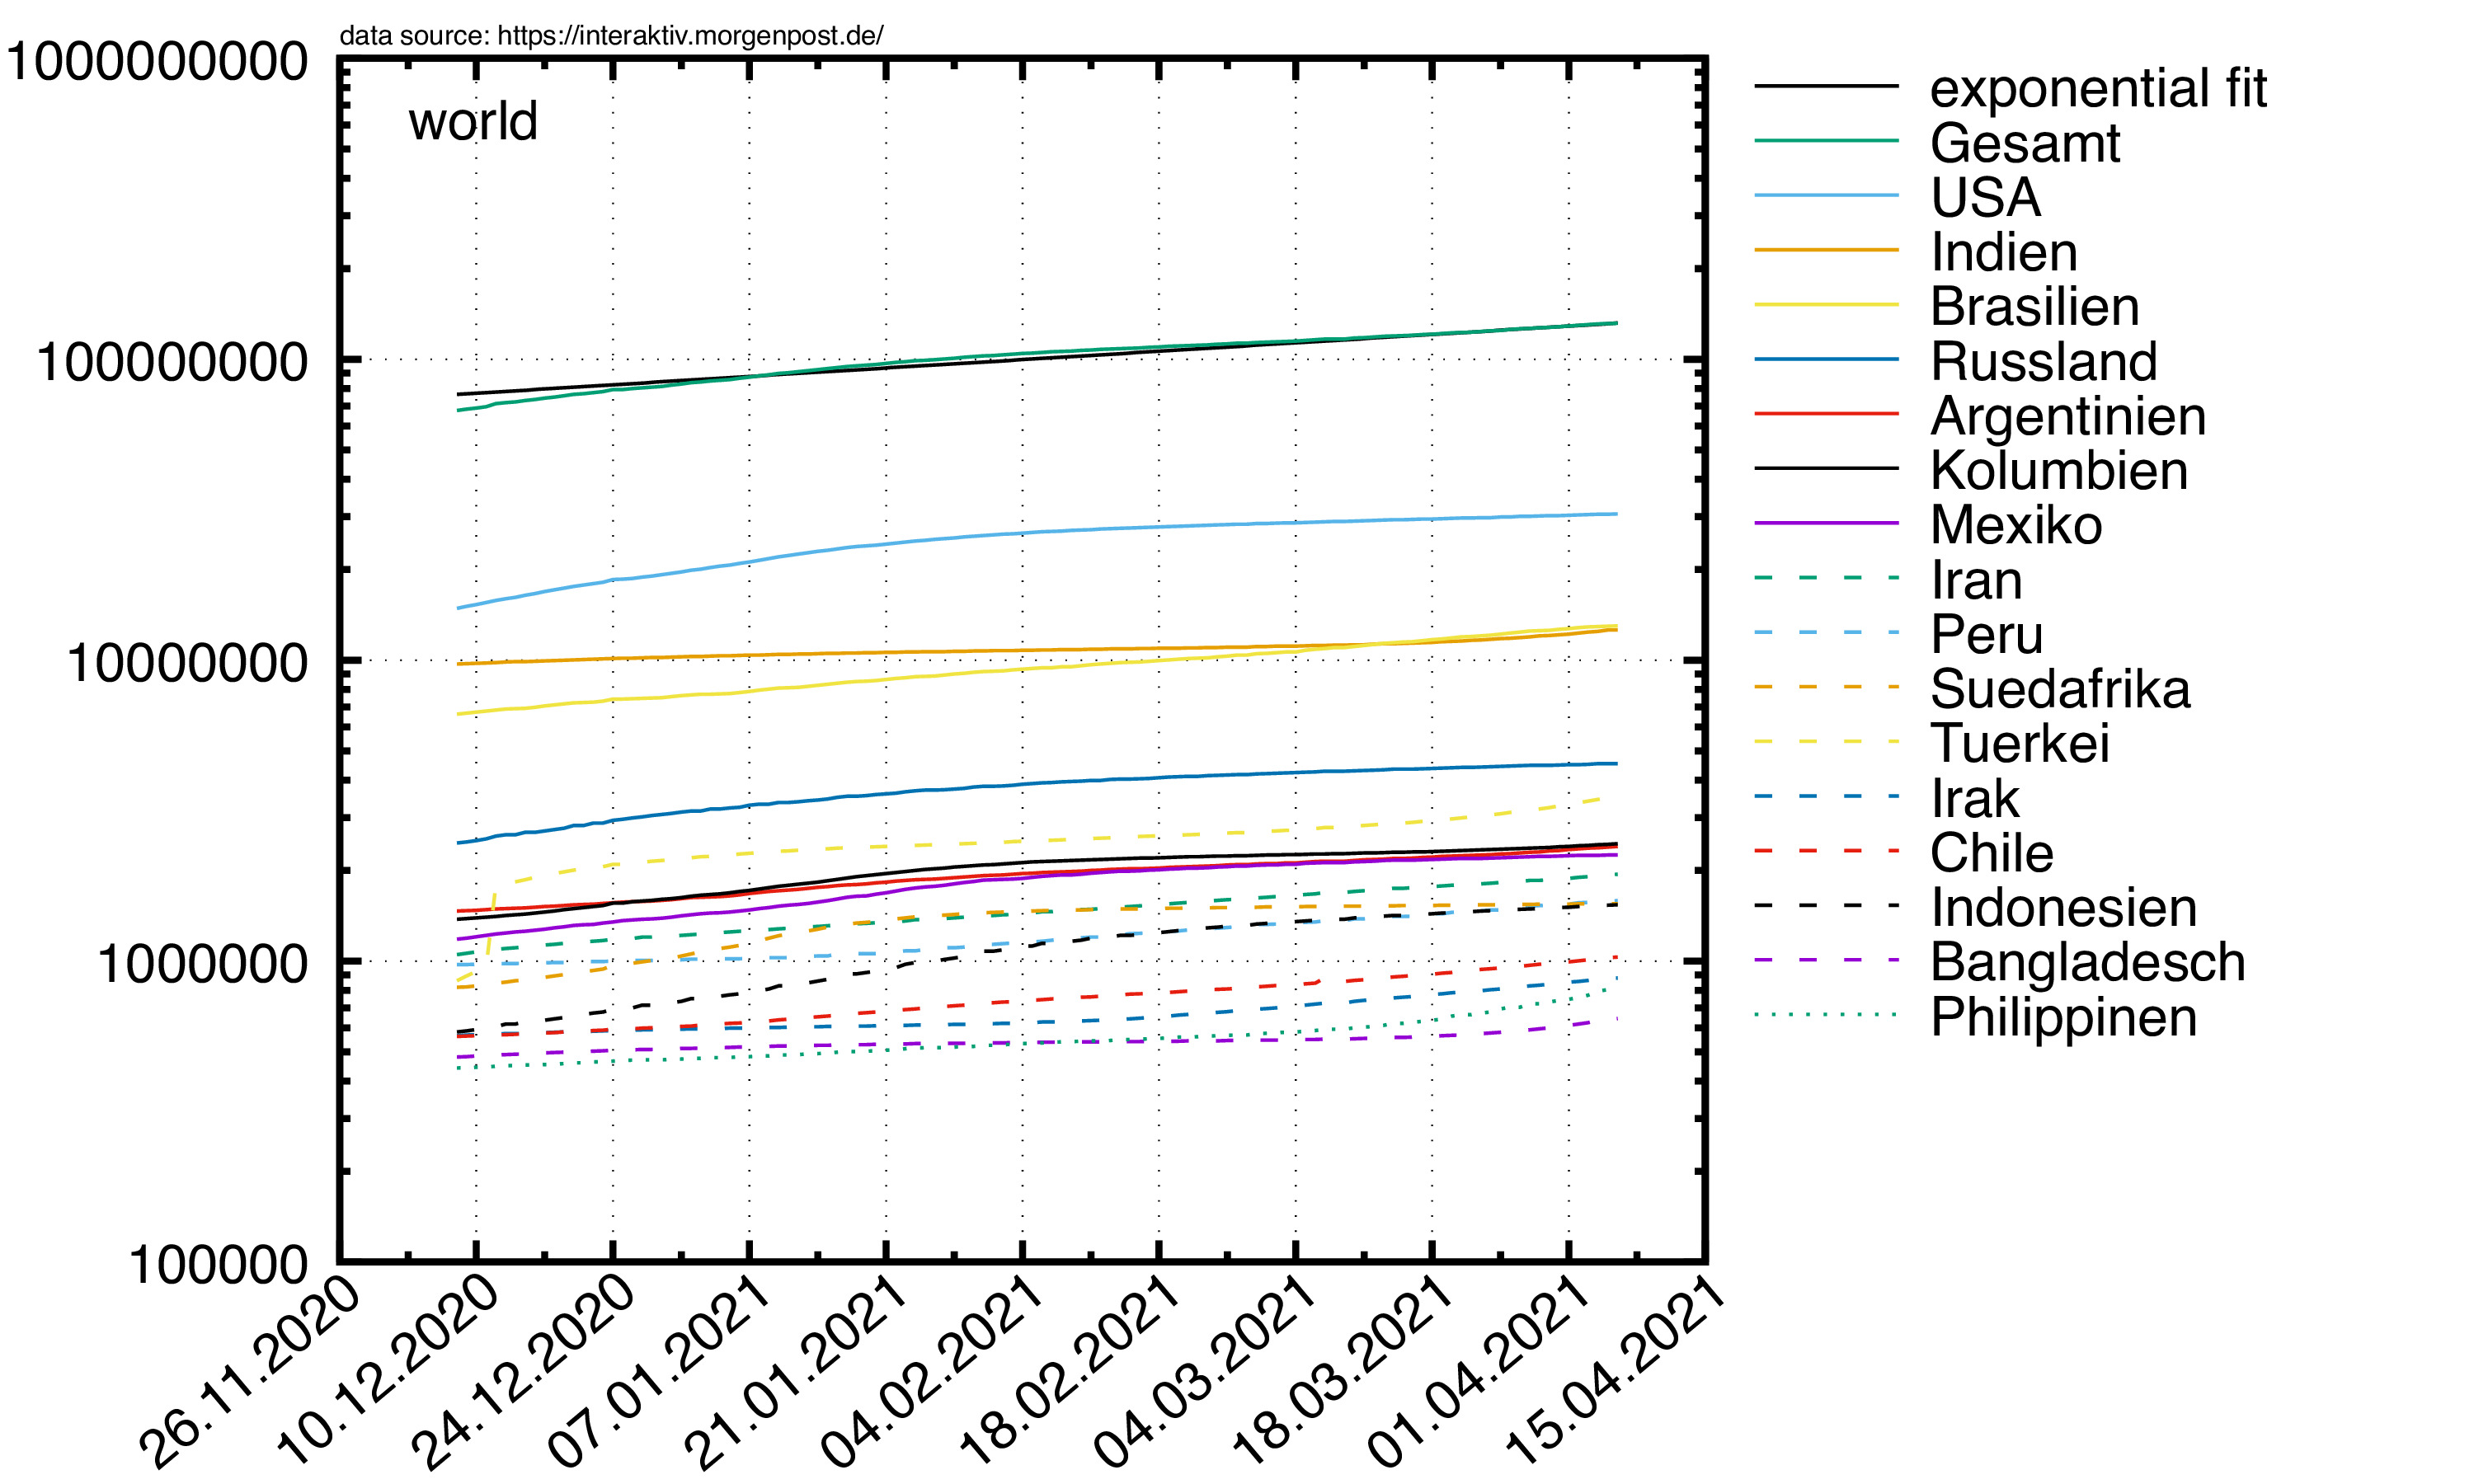 data source: https://interaktiv.morgenpost.de/
1000000000
world
100000000
10000000
1000000
100000
26.11.2020
10.12.2020
24.12.2020
07.01.2021
21.01.2021
04.02.2021
18.02.2021
04.03.2021
18.03.2021
01.04.2021
15.04.2021
exponential fit
Gesamt
USA
Indien
Brasilien
Russland
Argentinien
Kolumbien
Mexiko
Iran
Peru
Suedafrika
Tuerkei
Irak
Chile
Indonesien
Bangladesch
Philippinen